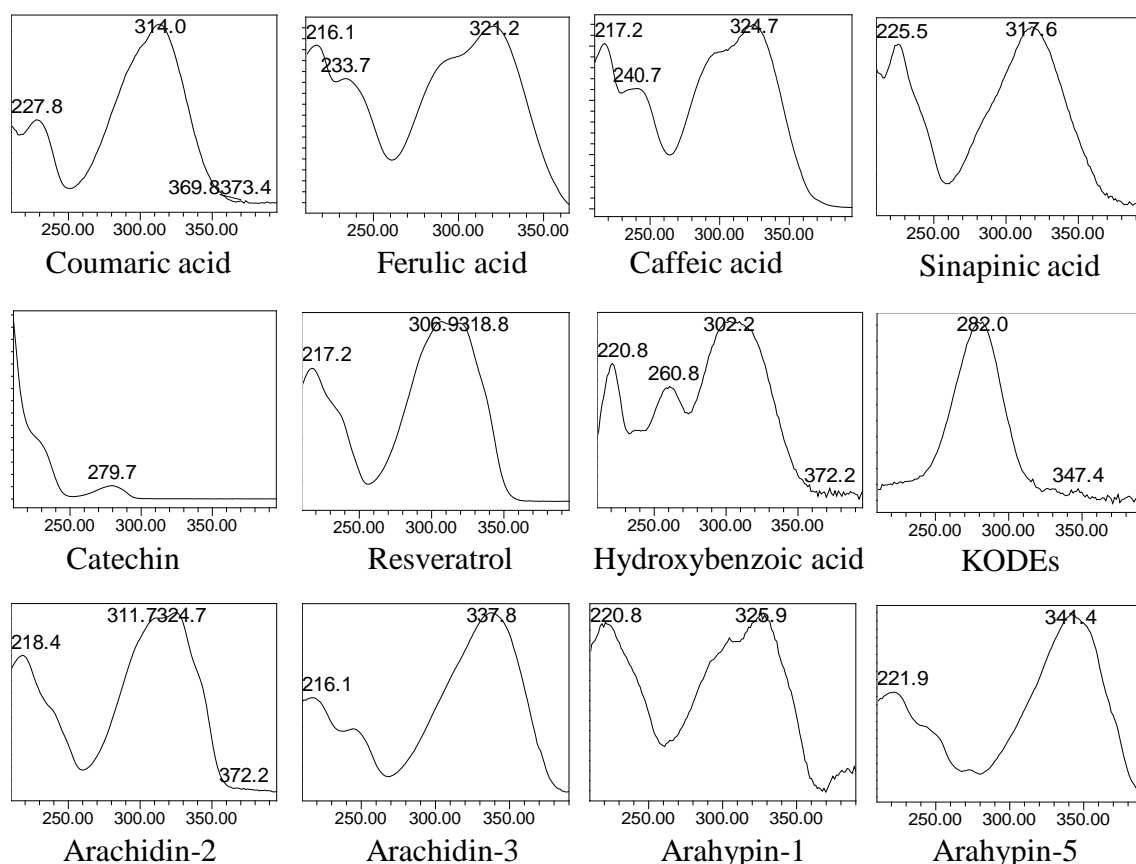 314.0
227.8
369.8373.4
250.00 300.00 350.00
Coumaric acid
216.1
321.2
233.7
250.00 300.00 350.00
Ferulic acid
217.2
324.7
240.7
250.00 300.00 350.00
Caffeic acid
225.5
317.6
250.00 300.00 350.00
Sinapinic acid
279.7
250.00 300.00 350.00
Catechin
306.9318.8
217.2
250.00 300.00 350.00
Resveratrol
302.2
220.8
260.8
372.2
250.00 300.00 350.00
Hydroxybenzoic acid
282.0
347.4
250.00 300.00 350.00
KODEs
311.7324.7
218.4
372.2
250.00 300.00 350.00
Arachidin-2
337.8
216.1
250.00 300.00 350.00
Arachidin-3
220.8
325.9
250.00 300.00 350.00
Arahypin-1
341.4
221.9
250.00 300.00 350.00
Arahypin-5